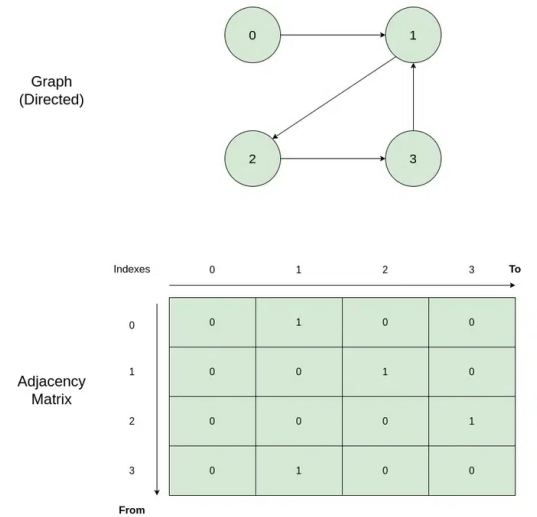 0
1
Graph
(Directed)
2
3
Indexes 0 1 2 3 To
0 0 1 0 0
1 0 0 1 0
Adjacency
Matrix
2 0 0 0 1
3 0 1 0 0
From